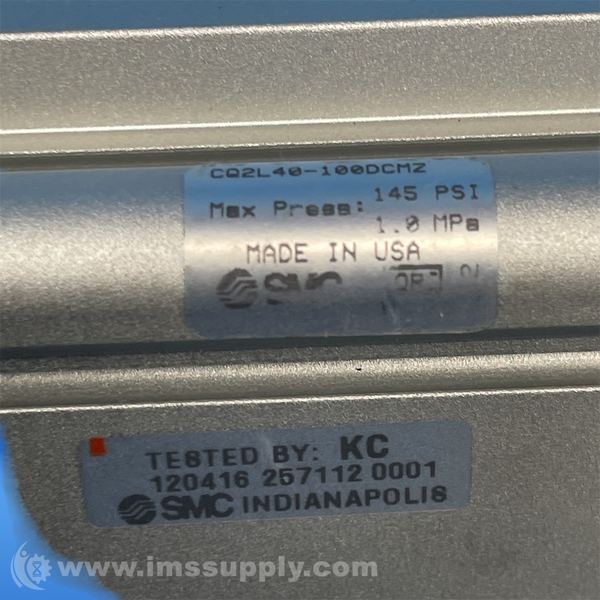 CQ2L40-100DCMZ
Max Press: 145 PSI
1.0 MPa
MADE IN USA
SMC
TESTED BY: KC
120416 257112 0001
SMC INDIANAPOLIS
www.imssupply.com